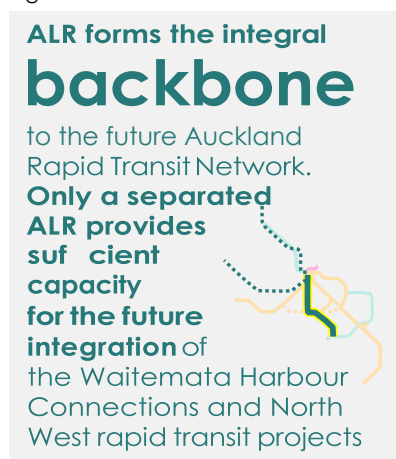 ALR forms the integral
backbone
to the future Auckland
Rapid Transit Network.
Only a separated
ALR provides
suf cient
capacity
for the future
integration of
the Waitemata Harbour
Connections and North
West rapid transit projects